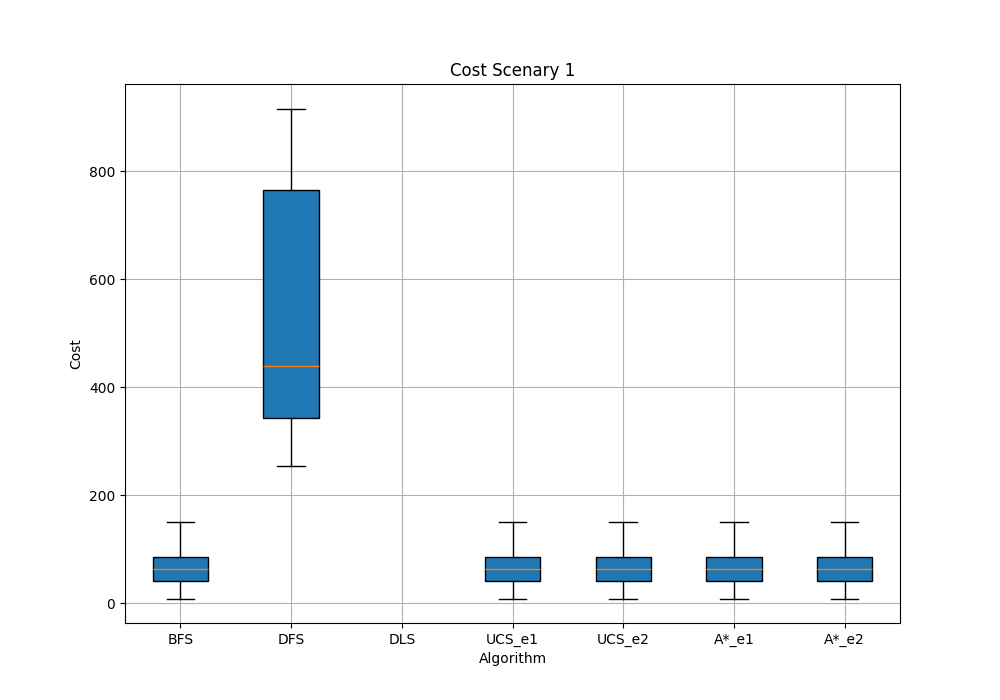 Cost Scenary 1
Cost
800
600
400
200
0
BFS DFS DLS UCS_e1 UCS_e2 A*_e1 A*_e2
Algorithm